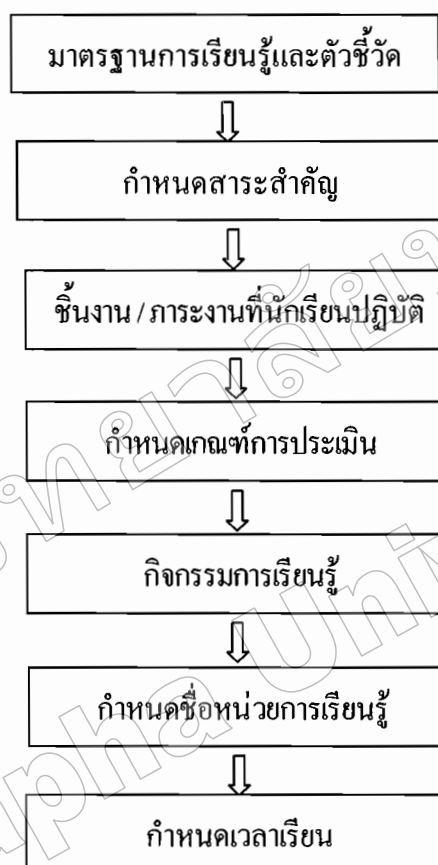 มาตรฐานการเรียนรู้และตัวชี้วัด
กำหนดสาระสำคัญ
ชิ้นงาน / ภาระงานที่นักเรียนปฏิบัติ
กำหนดเกณฑ์การประเมิน
กิจกรรมการเรียนรู้
กำหนดชื่อหน่วยการเรียนรู้
กำหนดเวลาเรียน